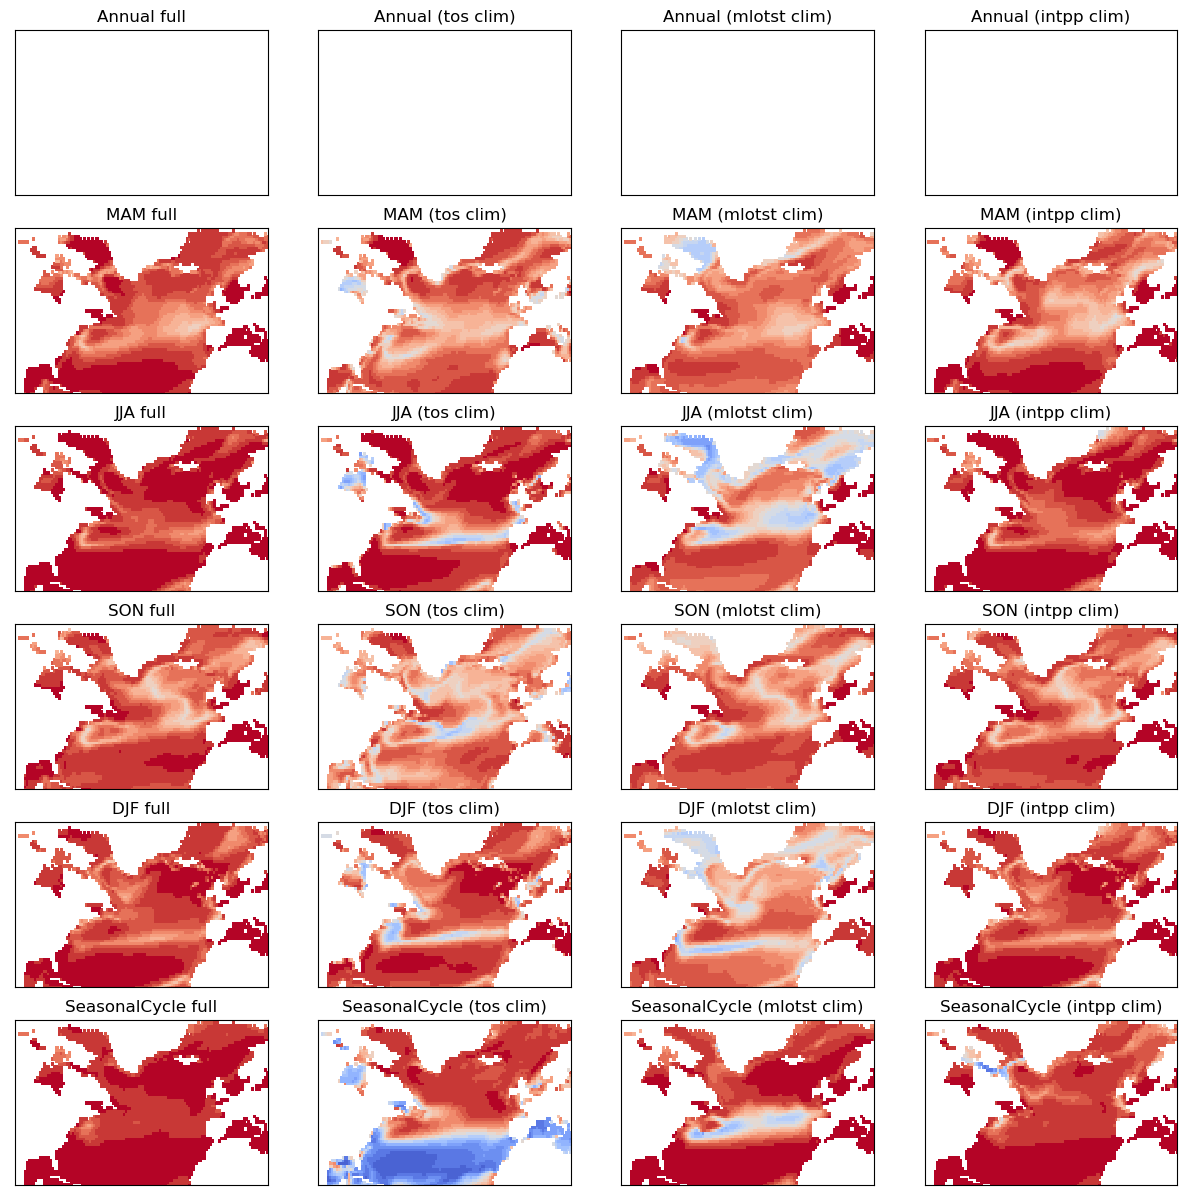 Annual full
Annual (tos clim)
Annual (mlotst clim)
Annual (intpp clim)
MAM full
MAM (tos clim)
MAM (mlotst clim)
MAM (intpp clim)
JJA full
JJA (tos clim)
JJA (mlotst clim)
JJA (intpp clim)
SON full
SON (tos clim)
SON (mlotst clim)
SON (intpp clim)
DJF full
DJF (tos clim)
DJF (mlotst clim)
DJF (intpp clim)
SeasonalCycle full
SeasonalCycle (tos clim)
SeasonalCycle (mlotst clim)
SeasonalCycle (intpp clim)